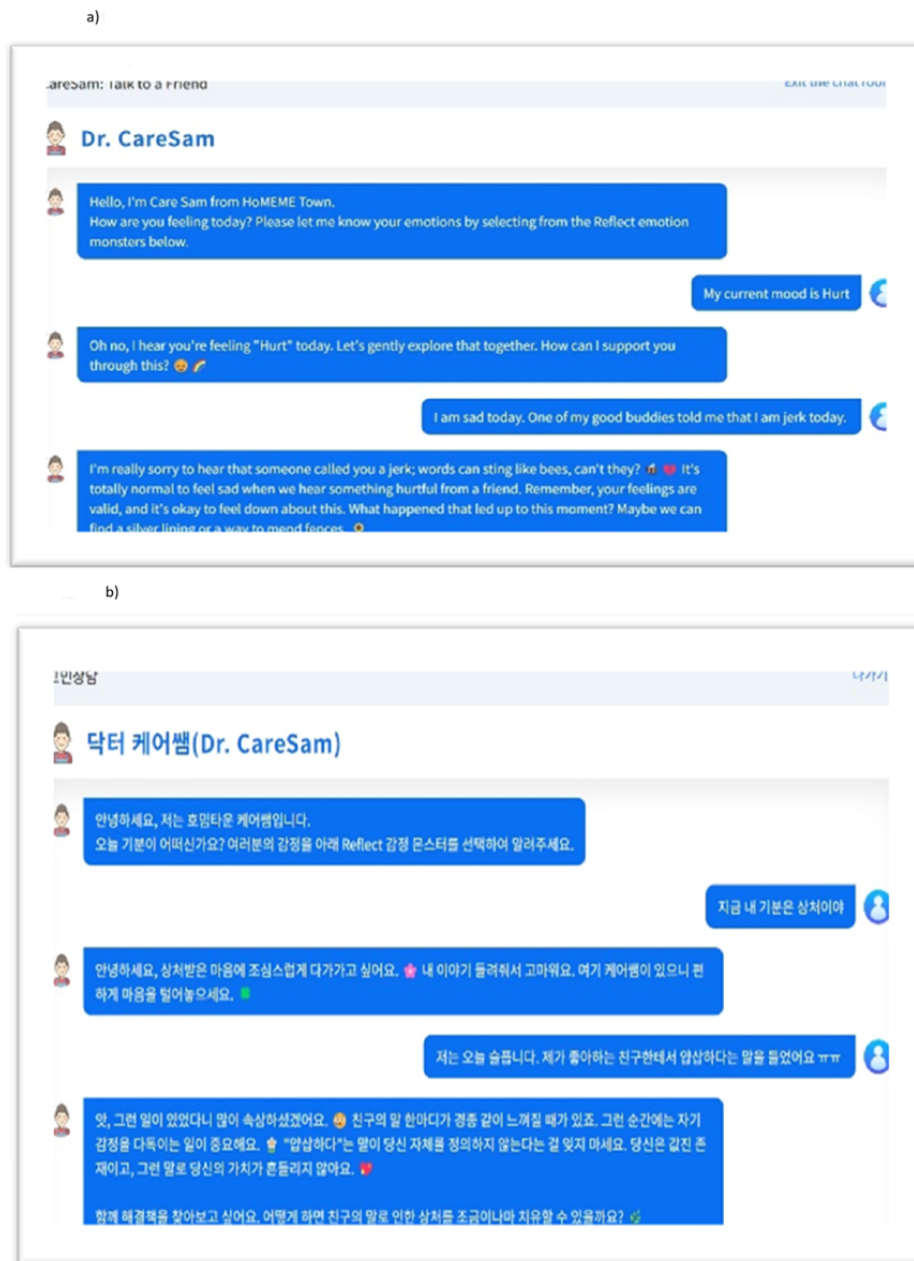 a)
CareSam: Talk to a Friend
Exit the chat room
Dr. CareSam
Hello, I'm Care Sam from HoMEME Town.
How are you feeling today? Please let me know your emotions by selecting from the Reflect emotion
monsters below.
My current mood is Hurt
Oh no, I hear you're feeling "Hurt" today. Let's gently explore that together. How can I support you
through this?
I am sad today. One of my good buddies told me that I am jerk today.
I'm really sorry to hear that someone called you a jerk; words can sting like bees, can't they? It's
totally normal to feel sad when we hear something hurtful from a friend. Remember, your feelings are
valid, and it's okay to feel down about this. What happened that led up to this moment? Maybe we can
find a silver lining or a way to mend fences.
b)
고민상담
나가기
닥터 케어쌤(Dr. CareSam)
안녕하세요, 저는 호밈타운 케어쌤입니다.
오늘 기분이 어떠신가요? 여러분의 감정을 아래 Reflect 감정 몬스터를 선택하여 알려주세요.
지금 내 기분은 상처이야
안녕하세요, 상처받은 마음에 조심스럽게 다가가고 싶어요. 🌸 내 이야기 들려줘서 고마워요. 여기 케어쌤이 있으니 편
하게 마음을 털어놓으세요. 🍀
저는 오늘 슬픕니다. 제가 좋아하는 친구한테서 얍삽하다는 말을 들었어요 ㅠㅠ
앗, 그런 일이 있었다니 많이 속상하셨겠어요. 친구의 말 한마디가 경종 같이 느껴질 때가 있죠. 그런 순간에는 자기
감정을 다독이는 일이 중요해요. "얍삽하다"는 말이 당신 자체를 정의하지 않는다는 걸 잊지 마세요. 당신은 값진 존
재이고, 그런 말로 당신의 가치가 흔들리지 않아요.
함께 해결책을 찾아보고 싶어요. 어떻게 하면 친구의 말로 인한 상처를 조금이나마 치유할 수 있을까요?